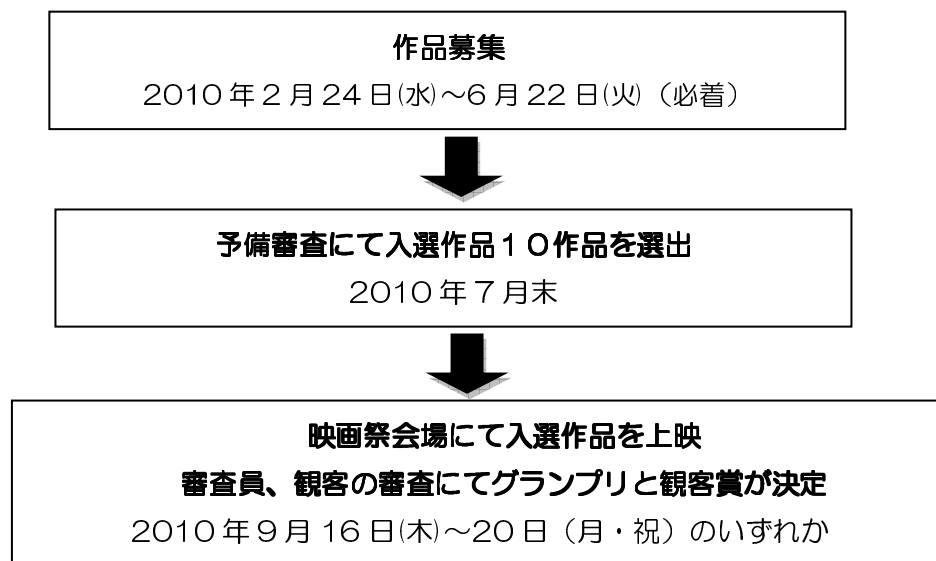 作品募集
2010年2月24日(水)～6月22日(火)（必着）
予備審査にて入選作品１０作品を選出
2010年7月末
映画祭会場にて入選作品を上映
審査員、観客の審査にてグランプリと観客賞が決定
2010年9月16日(木)～20日（月・祝）のいずれか